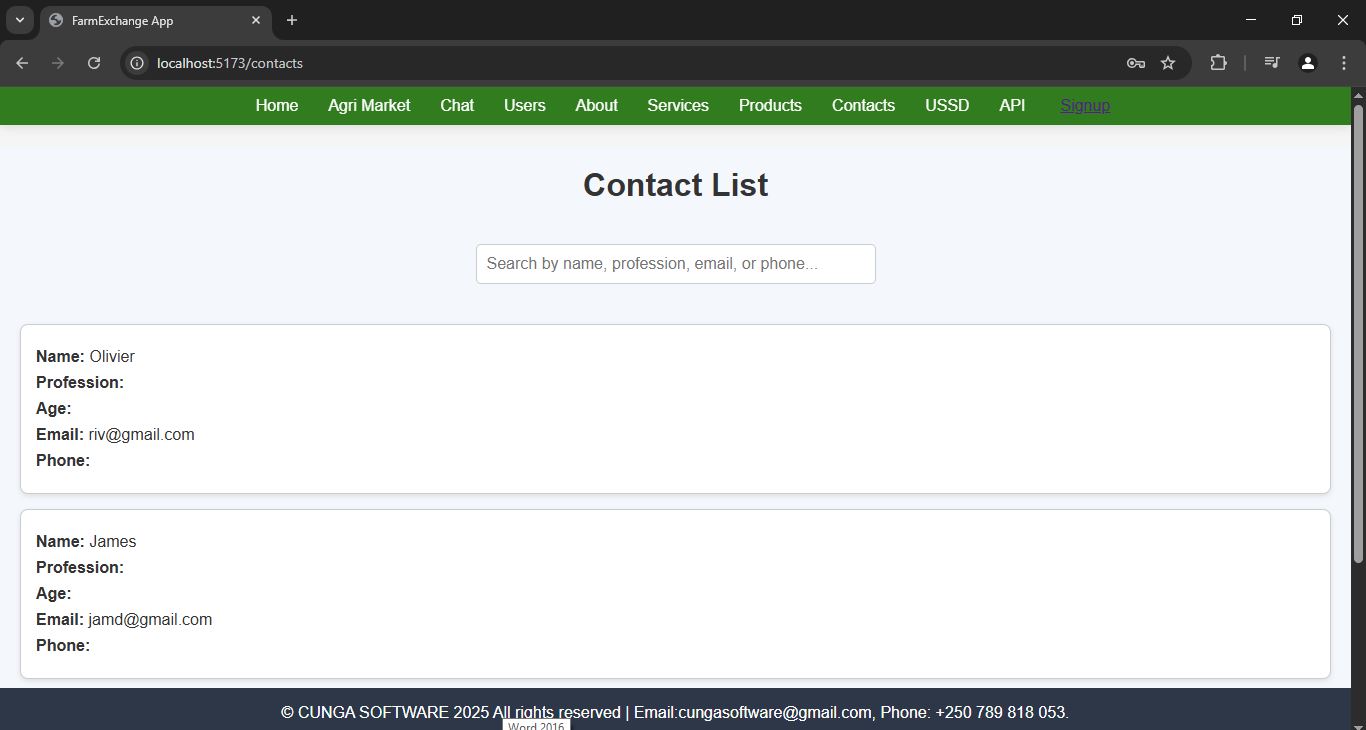 FarmExchange App
localhost:5173/contacts
Home Agri Market Chat Users About Services Products Contacts USSD API Signup
Contact List
Search by name, profession, email, or phone...
Name: Olivier
Profession:
Age:
Email: riv@gmail.com
Phone:
Name: James
Profession:
Age:
Email: jamd@gmail.com
Phone:
© CUNGA SOFTWARE 2025 All rights reserved | Email:cungasoftware@gmail.com, Phone: +250 789 818 053.
Word 2016